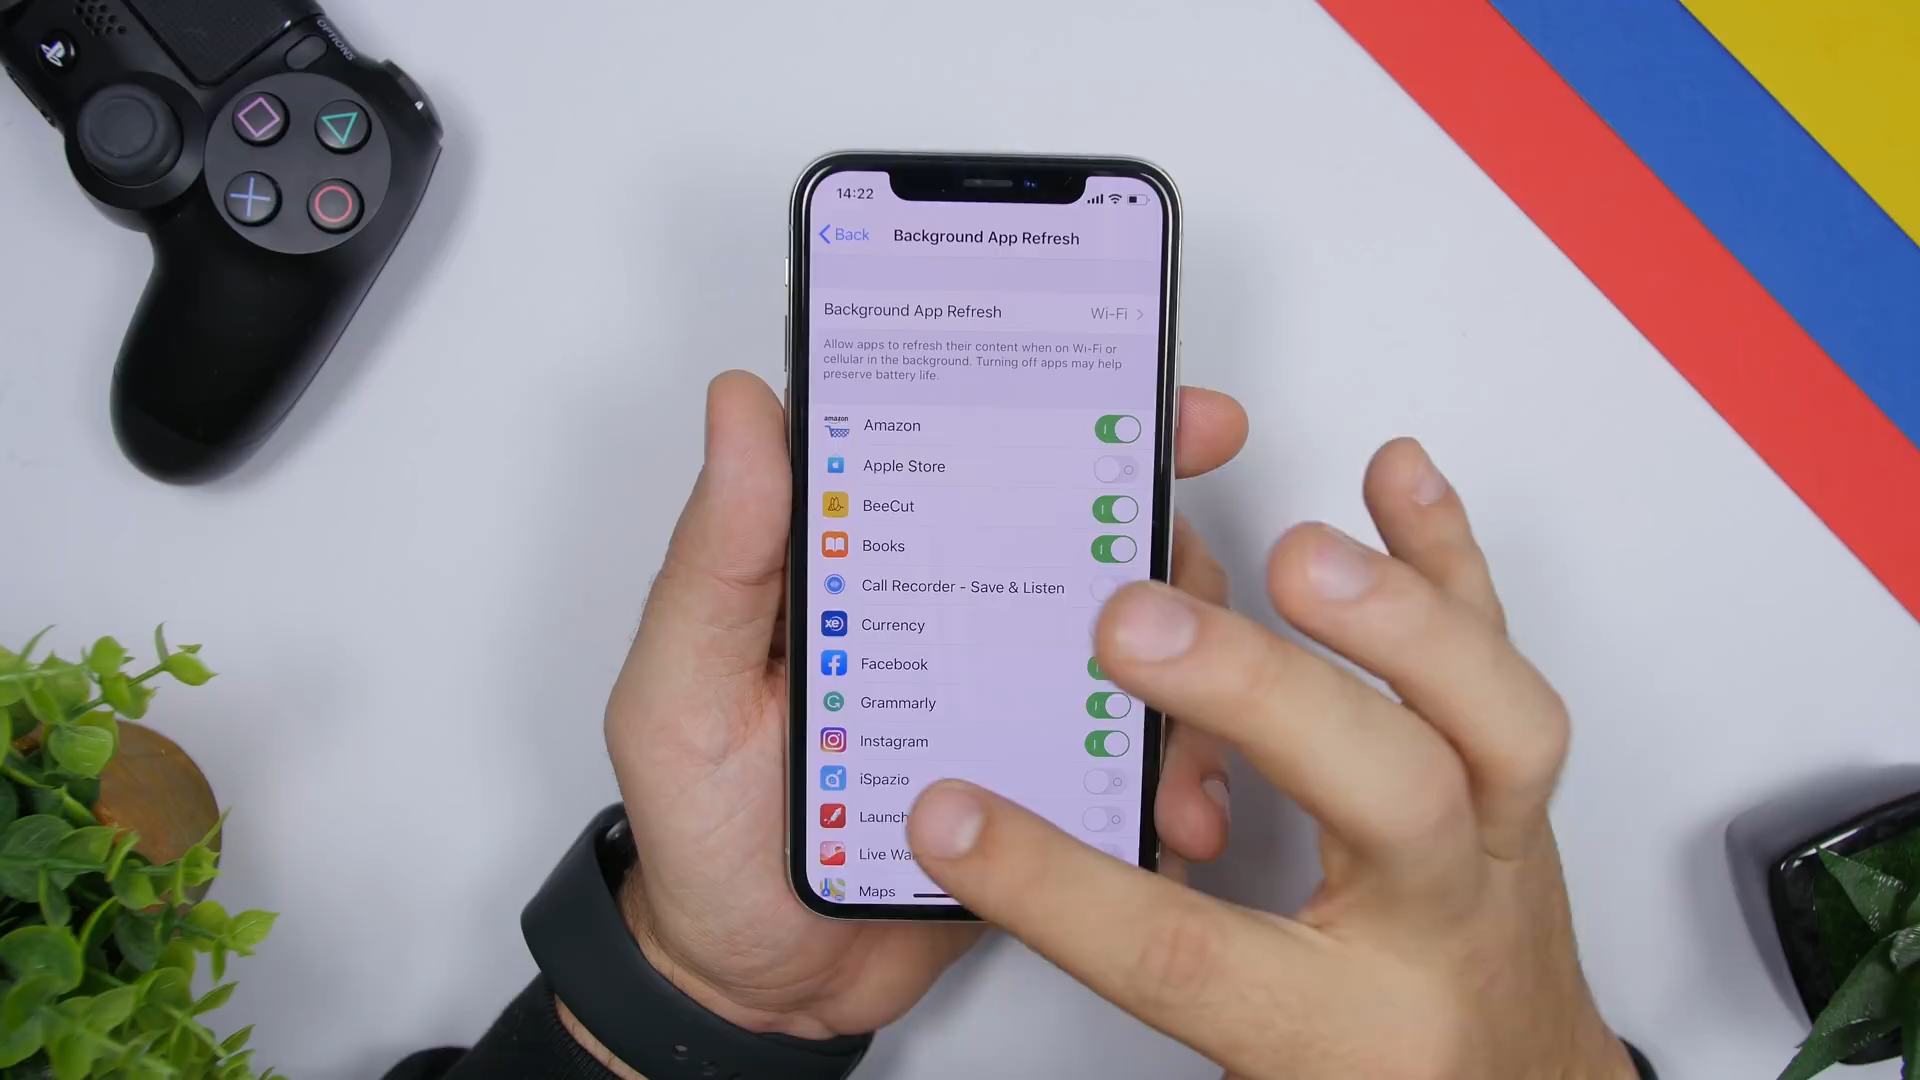 OPTIONS
14:22
Back
Background App Refresh
Background App Refresh
Wi-Fi
Allow apps to refresh their content when on Wi-Fi or
cellular in the background. Turning off apps may help
preserve battery life.
amazon
Amazon
Apple Store
BeeCut
Books
Call Recorder - Save & Listen
xe
Currency
Facebook
Grammarly
Instagram
iSpazio
Launch
Live Wa
Maps